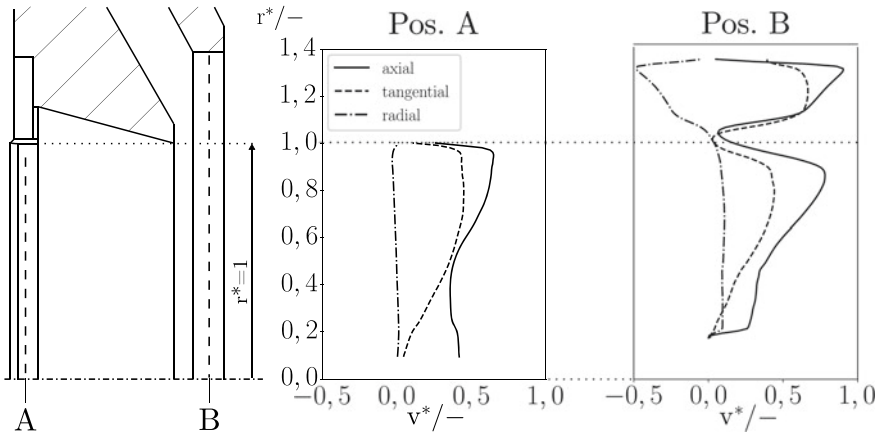 r*/–
Pos. A
Pos. B
1, 4
1, 2
1, 0
0, 8
0, 6
0, 4
0, 2
0, 0
axial
tangential
radial
r*=1
−0, 5
0, 0
0, 5
1, 0
−0, 5
0, 0
0, 5
1, 0
A
B
v*/−
v*/−